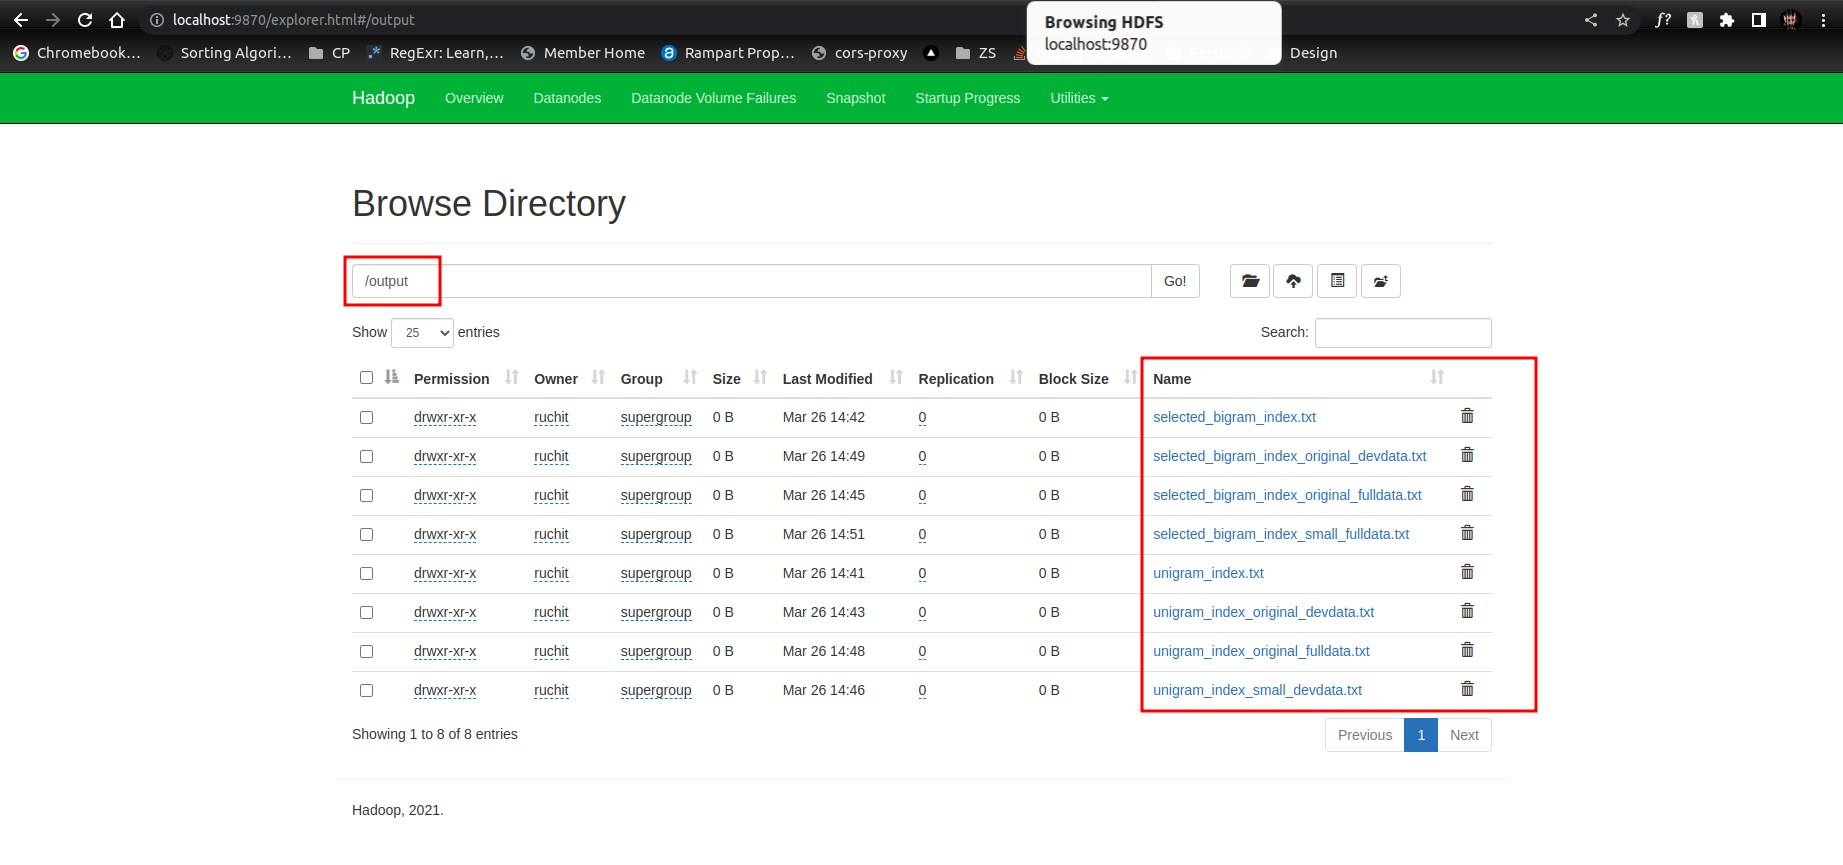 localhost:9870/explorer.html#/output
Browsing HDFS
localhost:9870
Chromebook... Sorting Algori... CP RegExr: Learn,... Member Home Rampart Prop... cors-proxy ZS Design
Hadoop Overview Datanodes Datanode Volume Failures Snapshot Startup Progress Utilities
Browse Directory
/output Go!
Show 25 entries Search:
Permission Owner Group Size Last Modified Replication Block Size Name
drwxr-xr-x ruchit supergroup 0 B Mar 26 14:42 0 0 B selected_bigram_index.txt
drwxr-xr-x ruchit supergroup 0 B Mar 26 14:49 0 0 B selected_bigram_index_original_devdata.txt
drwxr-xr-x ruchit supergroup 0 B Mar 26 14:45 0 0 B selected_bigram_index_original_fulldata.txt
drwxr-xr-x ruchit supergroup 0 B Mar 26 14:51 0 0 B selected_bigram_index_small_fulldata.txt
drwxr-xr-x ruchit supergroup 0 B Mar 26 14:41 0 0 B unigram_index.txt
drwxr-xr-x ruchit supergroup 0 B Mar 26 14:43 0 0 B unigram_index_original_devdata.txt
drwxr-xr-x ruchit supergroup 0 B Mar 26 14:48 0 0 B unigram_index_original_fulldata.txt
drwxr-xr-x ruchit supergroup 0 B Mar 26 14:46 0 0 B unigram_index_small_devdata.txt
Showing 1 to 8 of 8 entries Previous 1 Next
Hadoop, 2021.